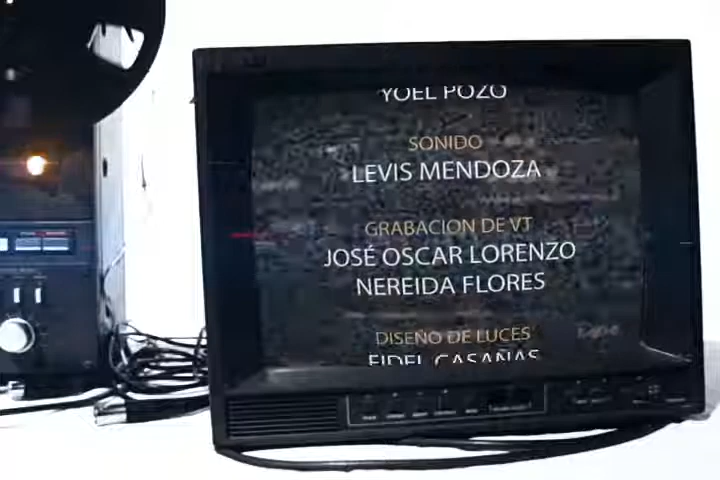 YOEL POZO
SONIDO
LEVIS MENDOZA
GRABACION DE VT
JOSÉ OSCAR LORENZO
NEREIDA FLORES
DISEÑO DE LUCES
FIDEL CASAÑAS